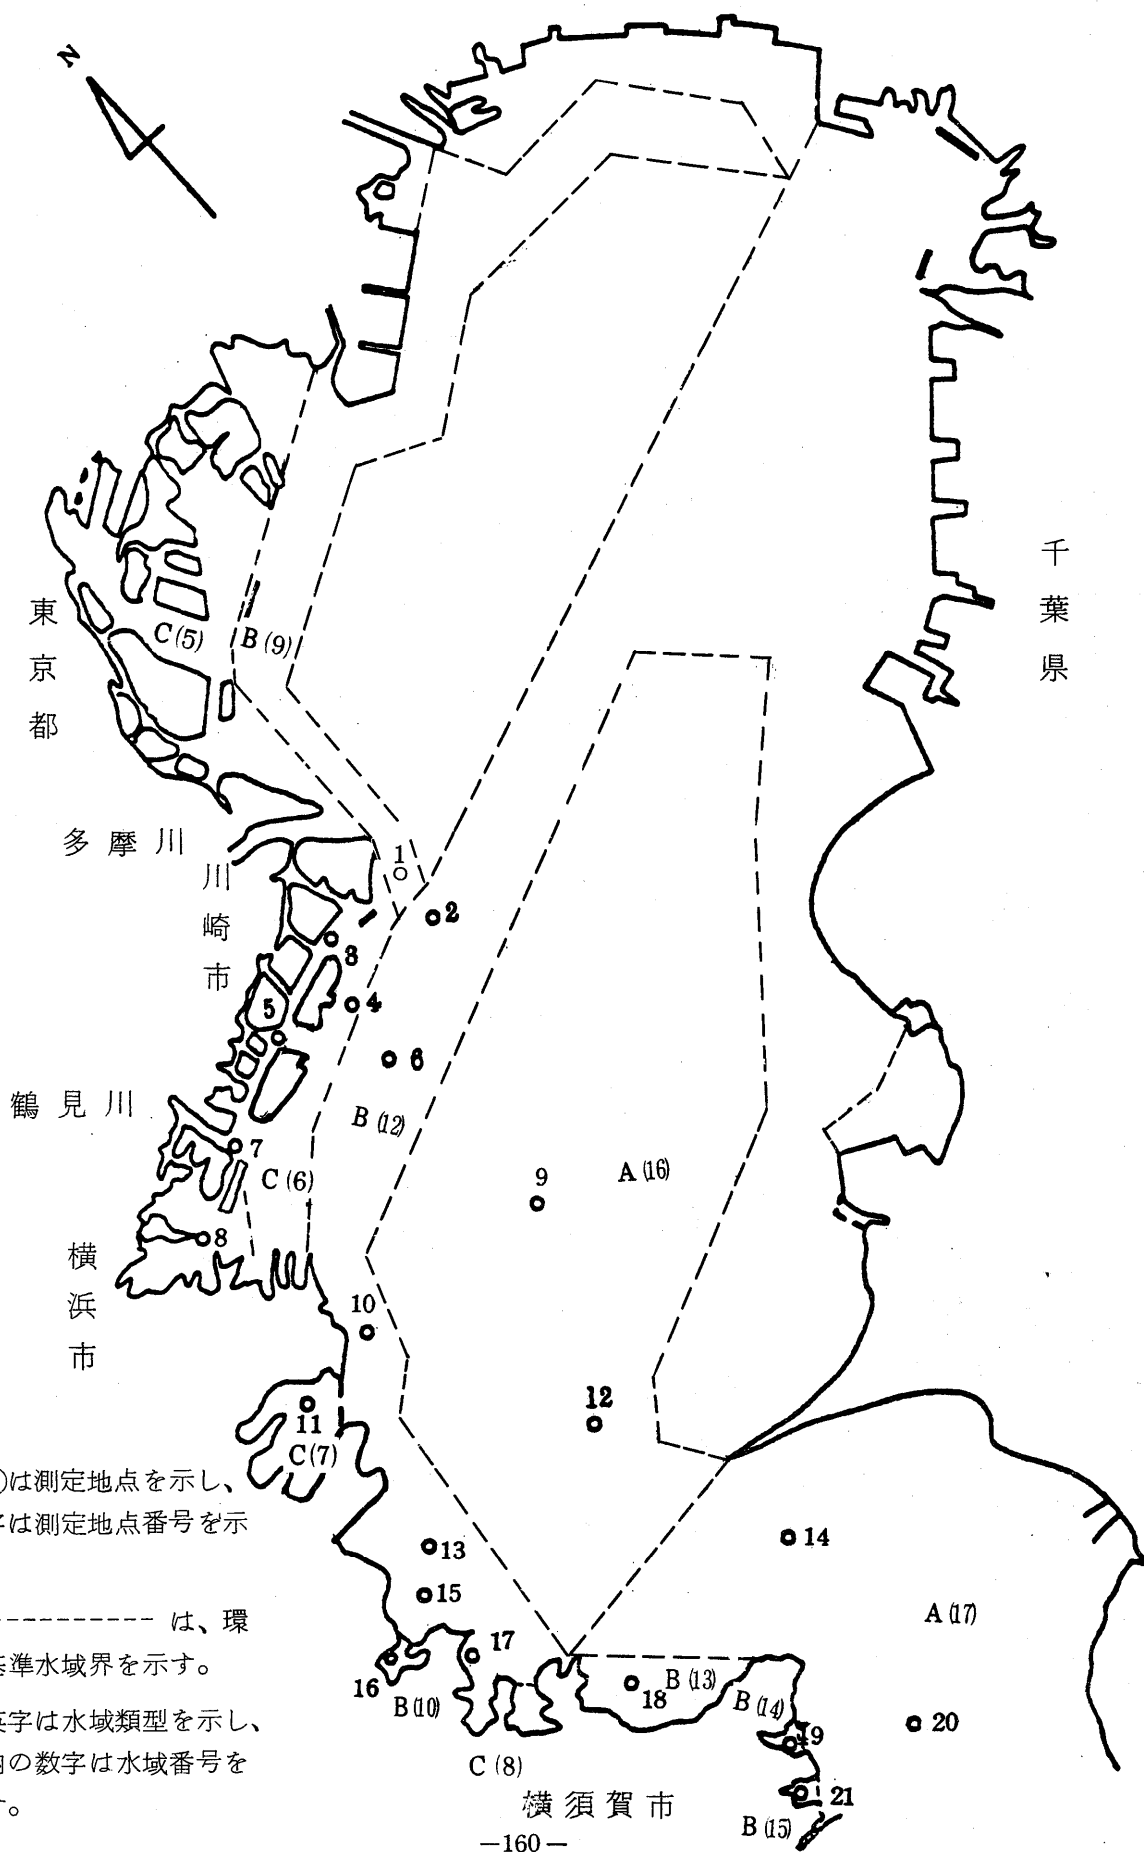 N
千葉県
東京都
C(5)
B(9)
多摩川
川崎市
1
2
3
4
5
6
鶴見川
B(12)
7
C(6)
8
9
A(16)
横浜市
10
11
C(7)
12
は測定地点を示し、
は測定地点番号を示
13
14
15
は、環
基準水域界を示す。
A(17)
16
17
B(10)
18
B(13)
B(14)
英字は水域類型を示し、
内の数字は水域番号を
す。
19
20
C(8)
横須賀市
21
B(15)
—160—